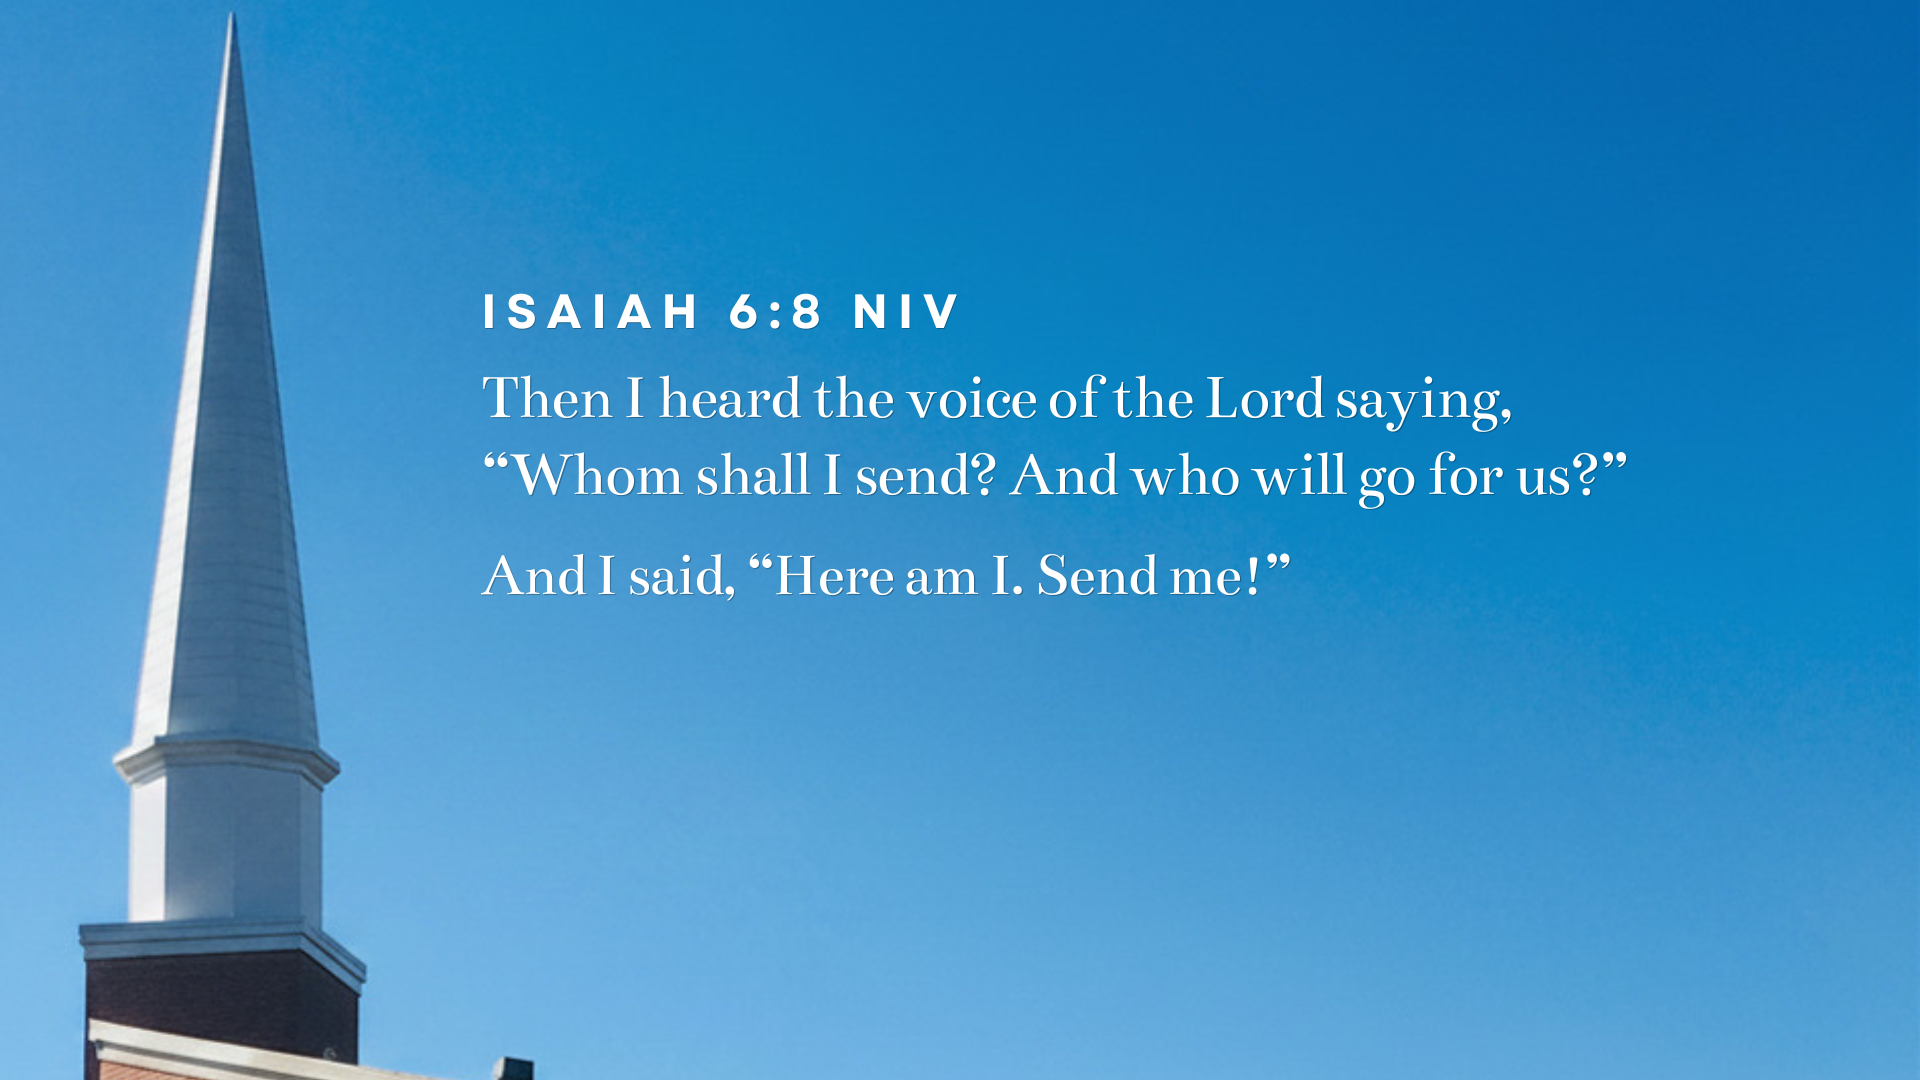 ISAIAH 6:8 NIV
Then I heard the voice of the Lord saying,
“Whom shall I send? And who will go for us?”
And I said, “Here am I. Send me!”